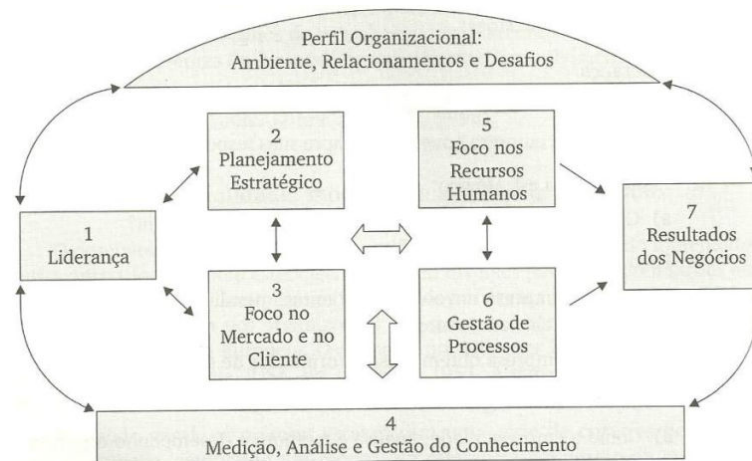 Perfil Organizacional:
Ambiente, Relacionamentos e Desafios
2
Planejamento
Estratégico
5
Foco nos
Recursos
Humanos
1
Liderança
7
Resultados
dos Negócios
3
Foco no
Mercado e no
Cliente
6
Gestão de
Processos
4
Medição, Análise e Gestão do Conhecimento